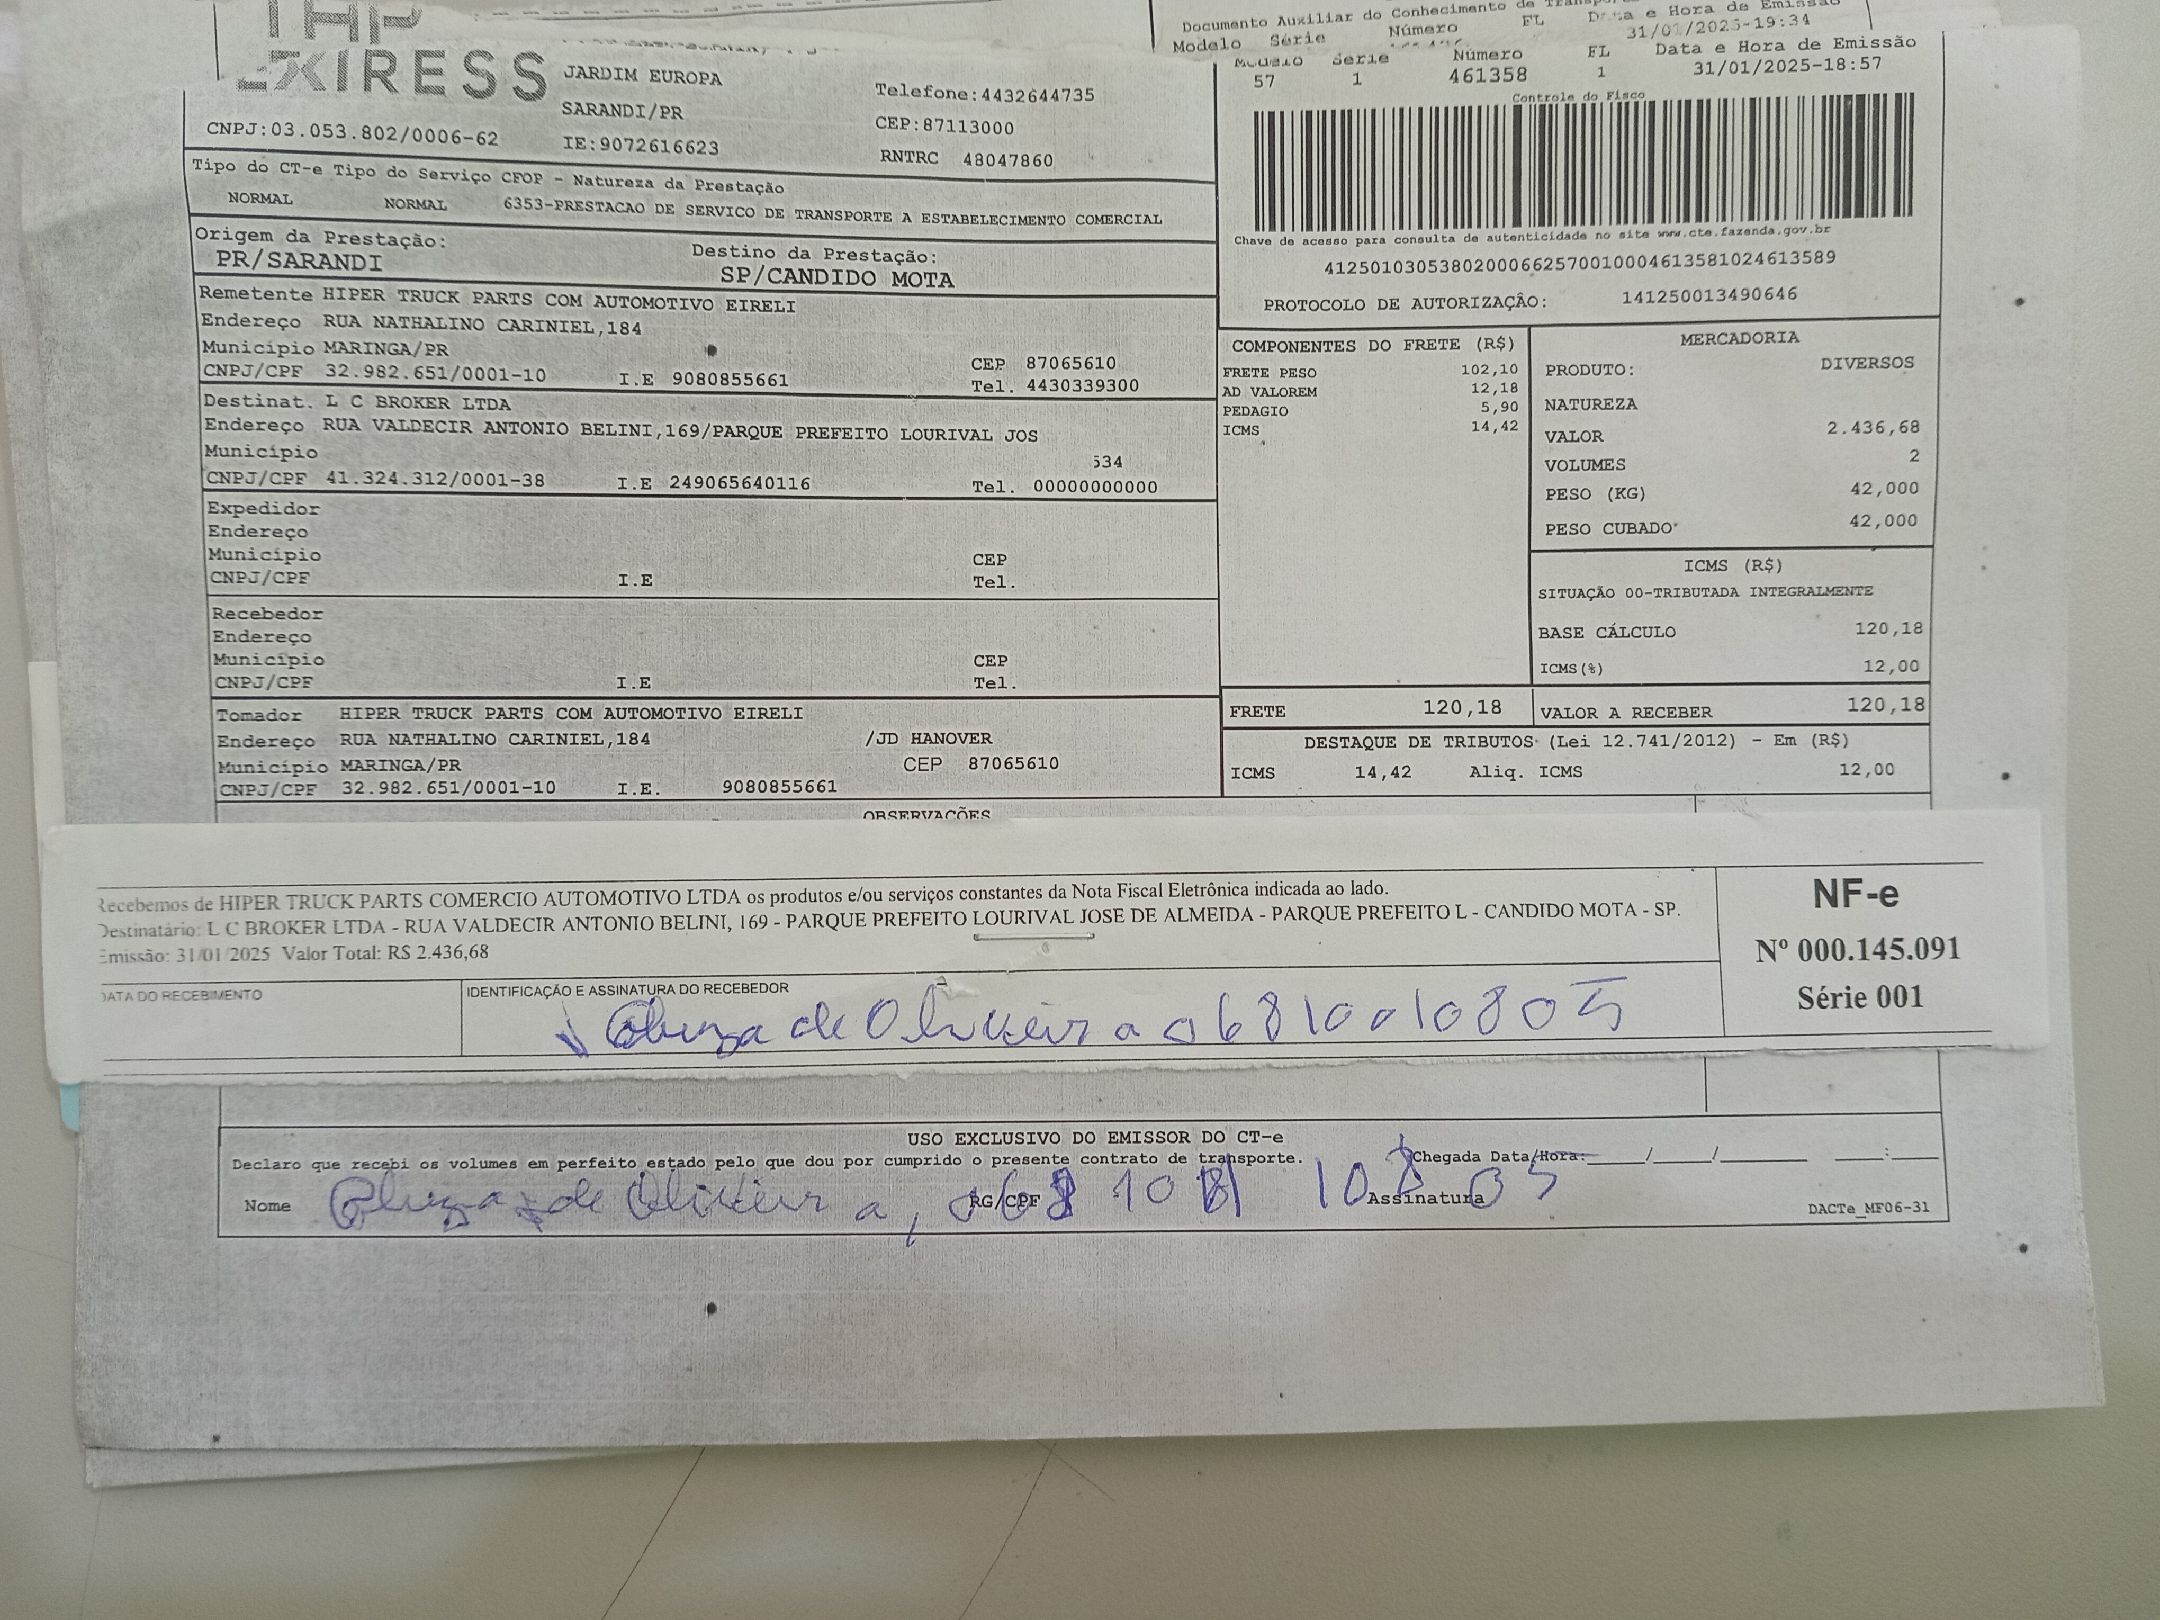 Documento Auxiliar do Conhecimento de
Modelo Série Número FL Data e Hora de Emissão
31/01/2025-19:34
EXPRESS
JARDIM EUROPA
SARANDI/PR
CNPJ:03.053.802/0006-62 IE:9072616623
Telefone:4432644735
CEP:87113000
RNTRC 48047860
Modelo Série Número FL Data e Hora de Emissão
57 1 461358 1 31/01/2025-18:57
Controle do Fisco
Chave de acesso para consulta de autenticidade no site www.cte.fazenda.gov.br
41250103053802000662570010004613581024613589
PROTOCOLO DE AUTORIZAÇÃO: 141250013490646
Tipo do CT-e Tipo do Serviço CFOP - Natureza da Prestação
NORMAL NORMAL 6353-PRESTACAO DE SERVICO DE TRANSPORTE A ESTABELECIMENTO COMERCIAL
Origem da Prestação: Destino da Prestação:
PR/SARANDI SP/CANDIDO MOTA
Remetente HIPER TRUCK PARTS COM AUTOMOTIVO EIRELI
Endereço RUA NATHALINO CARINIEL,184
Município MARINGA/PR CEP 87065610
CNPJ/CPF 32.982.651/0001-10 I.E 9080855661 Tel. 4430339300
Destinat. L C BROKER LTDA
Endereço RUA VALDECIR ANTONIO BELINI,169/PARQUE PREFEITO LOURIVAL JOS
Município 534
CNPJ/CPF 41.324.312/0001-38 I.E 249065640116 Tel. 00000000000
Expedidor
Endereço
Município CEP
CNPJ/CPF I.E Tel.
Recebedor
Endereço
Município CEP
CNPJ/CPF I.E Tel.
Tomador HIPER TRUCK PARTS COM AUTOMOTIVO EIRELI
Endereço RUA NATHALINO CARINIEL,184 /JD HANOVER
Município MARINGA/PR CEP 87065610
CNPJ/CPF 32.982.651/0001-10 I.E. 9080855661
COMPONENTES DO FRETE (R$)
FRETE PESO 102,10
AD VALOREM 12,18
PEDAGIO 5,90
ICMS 14,42
MERCADORIA
PRODUTO: DIVERSOS
NATUREZA
VALOR 2.436,68
VOLUMES 2
PESO (KG) 42,000
PESO CUBADO 42,000
ICMS (R$)
SITUAÇÃO 00-TRIBUTADA INTEGRALMENTE
BASE CÁLCULO 120,18
ICMS(%) 12,00
FRETE 120,18 VALOR A RECEBER 120,18
DESTAQUE DE TRIBUTOS (Lei 12.741/2012) - Em (R$)
ICMS 14,42 Aliq. ICMS 12,00
OBSERVAÇÕES
Recebemos de HIPER TRUCK PARTS COMERCIO AUTOMOTIVO LTDA os produtos e/ou serviços constantes da Nota Fiscal Eletrônica indicada ao lado.
Destinatário: L C BROKER LTDA - RUA VALDECIR ANTONIO BELINI, 169 - PARQUE PREFEITO LOURIVAL JOSE DE ALMEIDA - PARQUE PREFEITO L - CANDIDO MOTA - SP.
Emissão: 31/01/2025 Valor Total: R$ 2.436,68
DATA DO RECEBIMENTO IDENTIFICAÇÃO E ASSINATURA DO RECEBEDOR
de Oliveira 06810010805
NF-e
Nº 000.145.091
Série 001
USO EXCLUSIVO DO EMISSOR DO CT-e
Declaro que recebi os volumes em perfeito estado pelo que dou por cumprido o presente contrato de transporte. Chegada Data/Hora:____/____/______ ___:___
Nome de Oliveira, RG/CPF Assinatura
DACTe_MF06-31